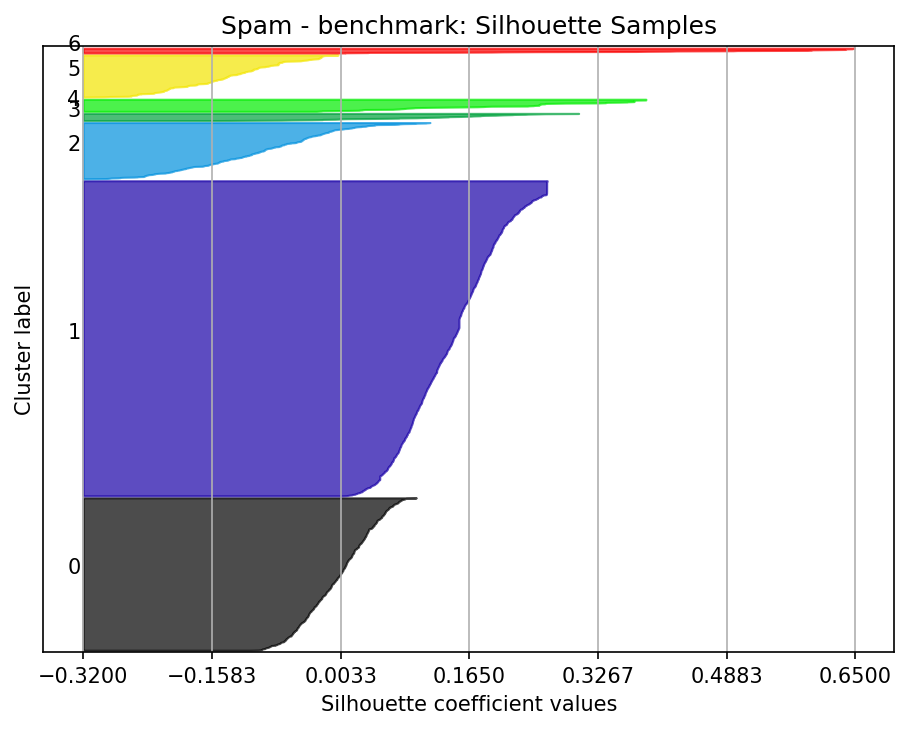 Spam - benchmark: Silhouette Samples
6
5
4
3
2
1
0
Cluster label
−0.3200 −0.1583 0.0033 0.1650 0.3267 0.4883 0.6500
Silhouette coefficient values